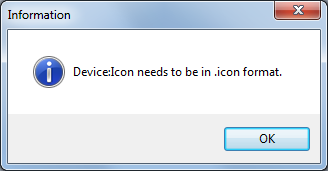 Information
Device:Icon needs to be in .icon format.
OK